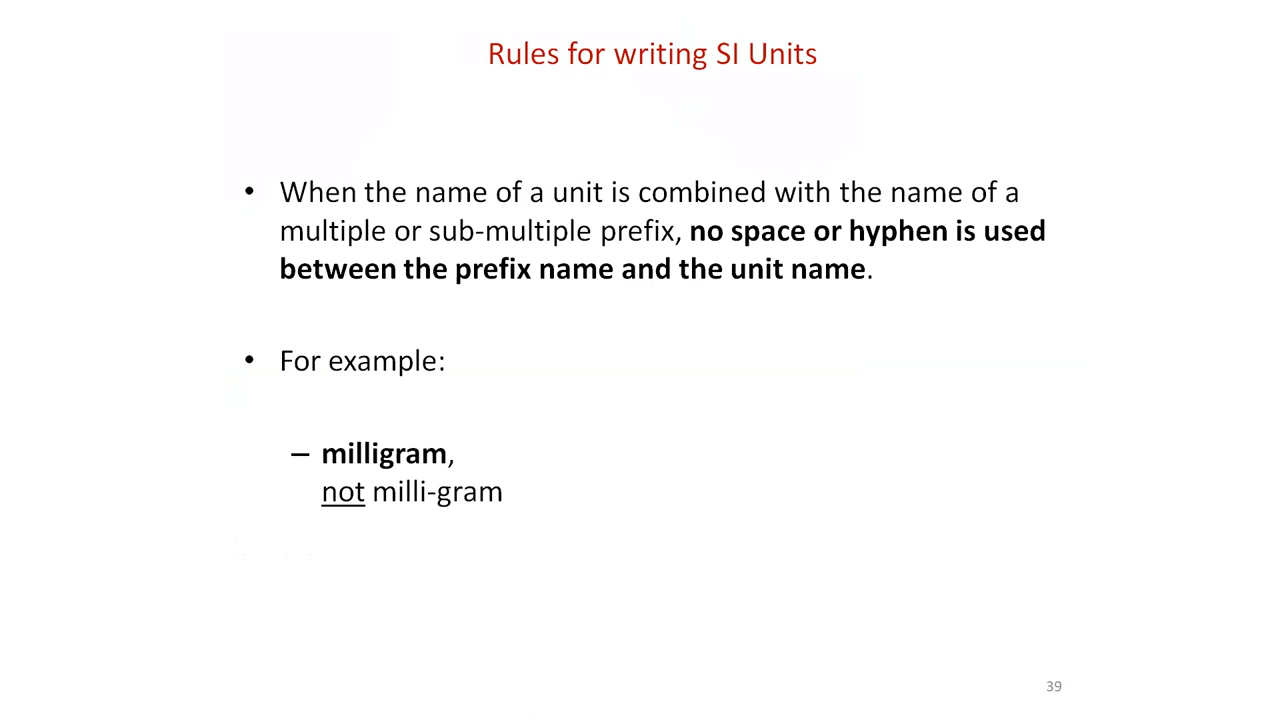 Rules for writing SI Units
• When the name of a unit is combined with the name of a
multiple or sub-multiple prefix, no space or hyphen is used
between the prefix name and the unit name.
• For example:
– milligram,
not milli-gram
39